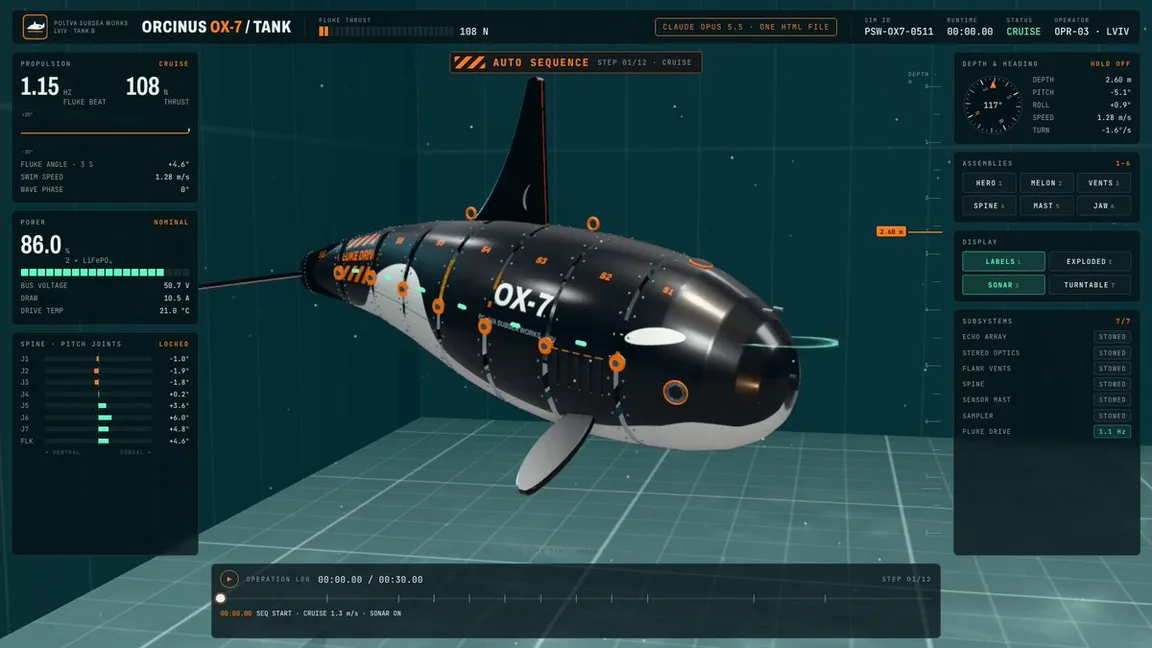 POLTVA SUBSEA WORKS
LVIV · TANK B
ORCINUS OX-7 / TANK
FLUKE THRUST
108 N
CLAUDE OPUS 5.5 · ONE HTML FILE
SIM ID
PSW-OX7-0511
RUNTIME
00:00.00
STATUS
CRUISE
OPERATOR
OPR-03 · LVIV
AUTO SEQUENCE STEP 01/12 · CRUISE
PROPULSION CRUISE
1.15 HZ FLUKE BEAT
108 N THRUST
+30°
-30°
FLUKE ANGLE · 3 S +4.6°
SWIM SPEED 1.28 m/s
WAVE PHASE 0°
POWER NOMINAL
86.0 %
2 × LiFePO₄
BUS VOLTAGE 50.7 V
DRAW 10.5 A
DRIVE TEMP 21.0 °C
SPINE · PITCH JOINTS LOCKED
J1 -1.0°
J2 -1.9°
J3 -1.8°
J4 +0.2°
J5 +3.6°
J6 +6.0°
J7 +4.8°
FLK +4.6°
◂ VENTRAL DORSAL ▸
S5
S4
S3
S2
S1
OX-7
DEPTH
2.60 m
DEPTH & HEADING HOLD OFF
117°
DEPTH 2.60 m
PITCH -5.1°
ROLL +0.9°
SPEED 1.28 m/s
TURN -1.6°/s
ASSEMBLIES 1-6
HERO 1
MELON 2
VENTS 3
SPINE 4
MAST 5
JAW 6
DISPLAY
LABELS L
EXPLODED E
SONAR S
TURNTABLE T
SUBSYSTEMS 7/7
ECHO ARRAY STOWED
STEREO OPTICS STOWED
FLANK VENTS STOWED
SPINE STOWED
SENSOR MAST STOWED
SAMPLER STOWED
FLUKE DRIVE 1.1 Hz
OPERATION LOG 00:00.00 / 00:30.00
STEP 01/12
00:00.00 SEQ START · CRUISE 1.3 m/s · SONAR ON